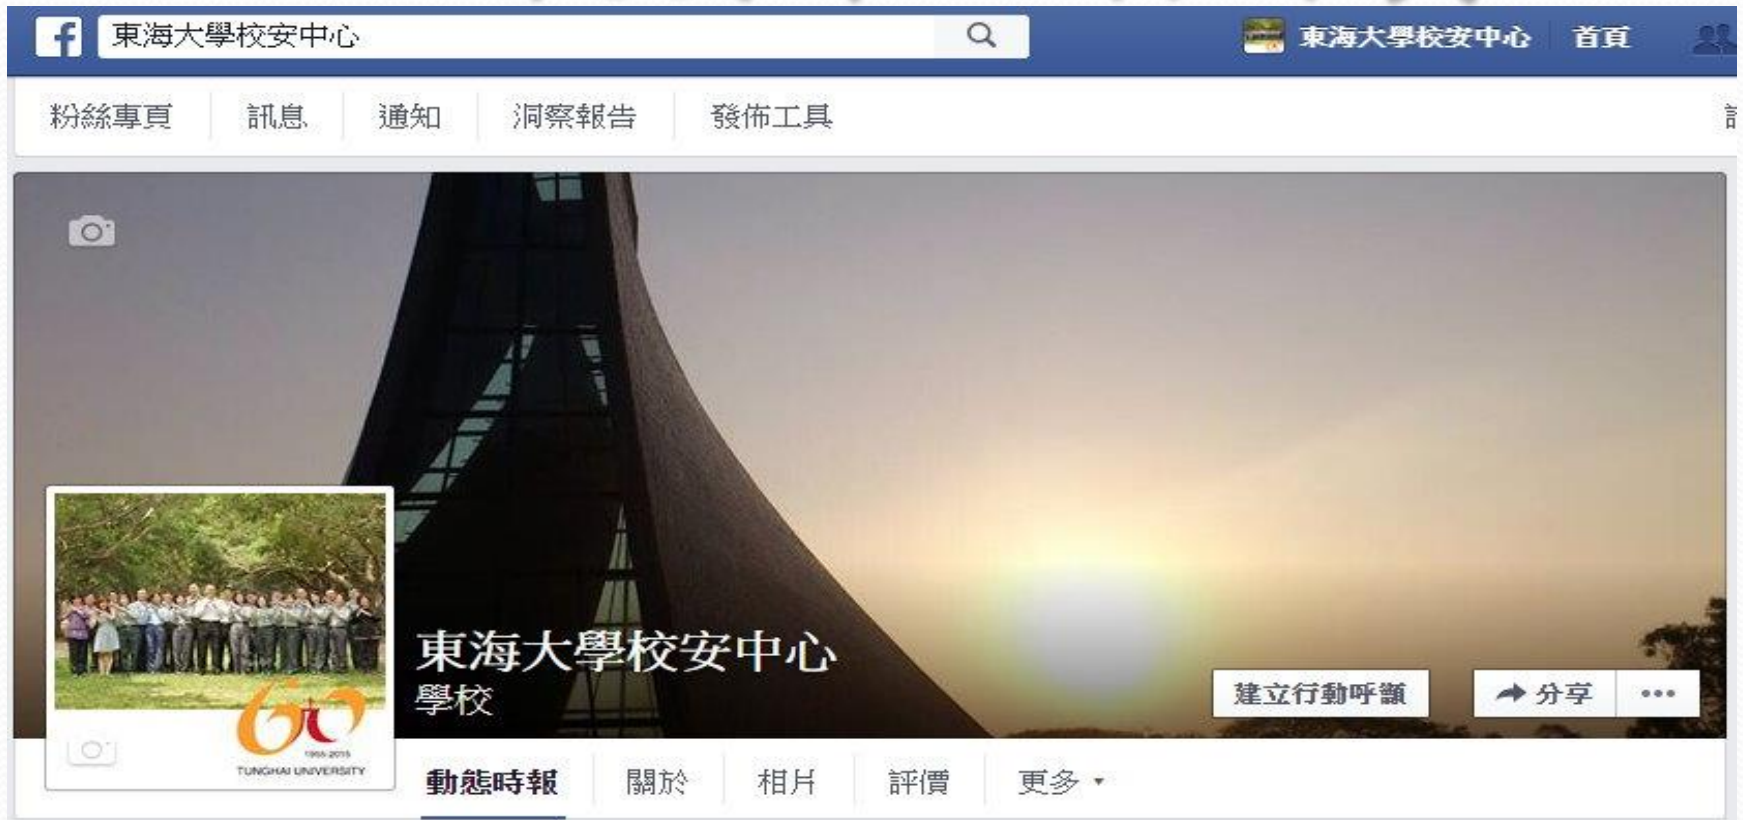 東海大學校安中心
東海大學校安中心 首頁
粉絲專頁 訊息 通知 洞察報告 發佈工具
東海大學校安中心
學校
建立行動呼籲 分享
60
1955-2015
TUNGHAI UNIVERSITY
動態時報 關於 相片 評價 更多